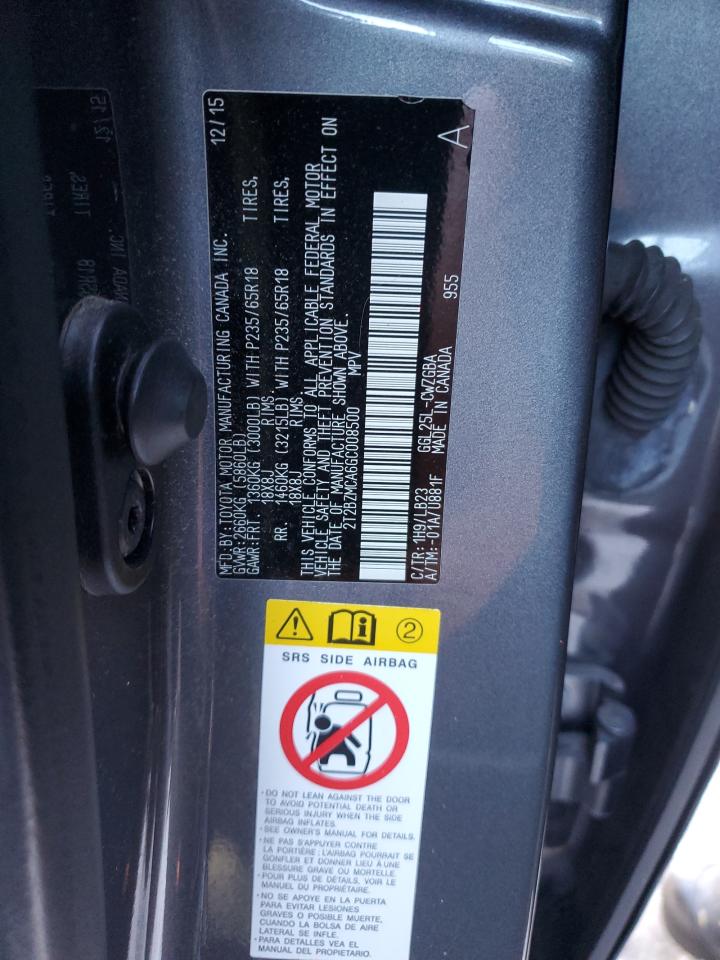 MFD.BY:TOYOTA MOTOR MANUFACTURING CANADA INC. 12/15
GAWR:2660KG (5860LB)
GAWR:FRT. 1360KG (3000LB) WITH P235/65R18 TIRES,
18X8J RIMS
RR. 1460KG (3215LB) WITH P235/65R18 TIRES,
18X8J RIMS
THIS VEHICLE CONFORMS TO ALL APPLICABLE FEDERAL MOTOR
VEHICLE SAFETY AND THEFT PREVENTION STANDARDS IN EFFECT ON
THE DATE OF MANUFACTURE SHOWN ABOVE.
2T2BZMCA6GC008500 MPV
C/TR:1H9/LB23 GGL25L-CWZGBA 955 A
A/TM:-01A/U881F MADE IN CANADA
2
SRS SIDE AIRBAG
·DO NOT LEAN AGAINST THE DOOR
TO AVOID POTENTIAL DEATH OR
SERIOUS INJURY WHEN THE SIDE
AIRBAG INFLATES.
·SEE OWNER'S MANUAL FOR DETAILS.
·NE PAS S'APPUYER CONTRE
LA PORTIÈRE ; L'AIRBAG POURRAIT SE
GONFLER ET DONNER LIEU À UNE
BLESSURE GRAVE OU MORTELLE.
·POUR PLUS DE DÉTAILS, VOIR LE
MANUEL DU PROPRIÉTAIRE.
·NO SE APOYE EN LA PUERTA
PARA EVITAR LESIONES
GRAVES O POSIBLE MUERTE,
CUANDO LA BOLSA DE AIRE
LATERAL SE INFLE.
·PARA DETALLES VEA EL
MANUAL DEL PROPIETARIO.